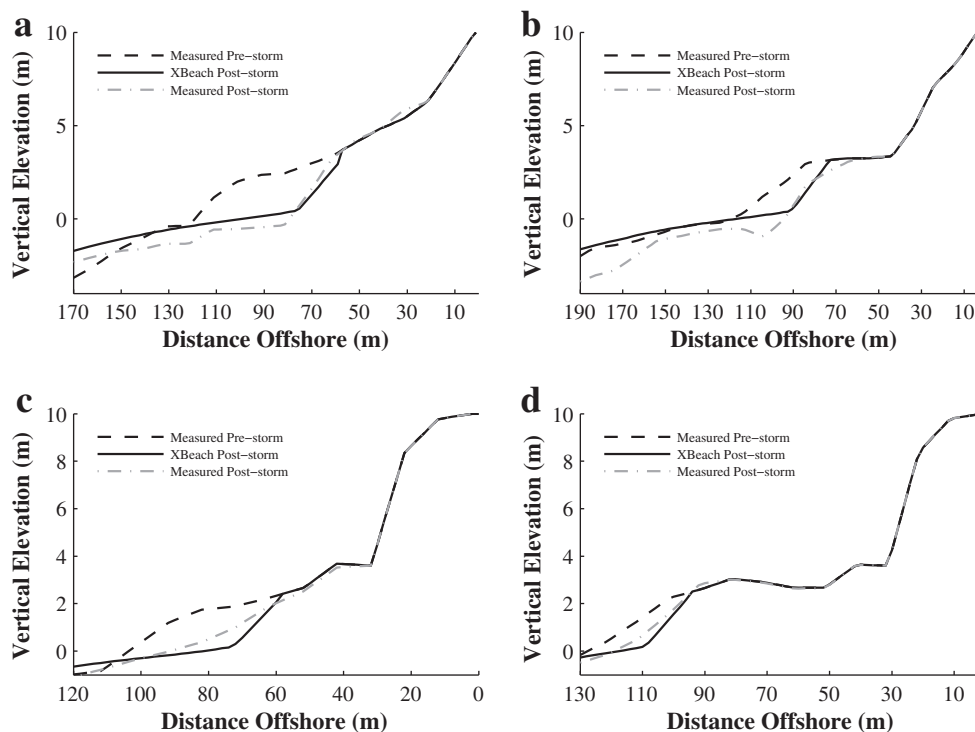 a
10
5
0
Vertical Elevation (m)
Measured Pre−storm
XBeach Post−storm
Measured Post−storm
170 150 130 110 90 70 50 30 10
Distance Offshore (m)
b
10
5
0
Vertical Elevation (m)
Measured Pre−storm
XBeach Post−storm
Measured Post−storm
190 170 150 130 110 90 70 50 30 10
Distance Offshore (m)
c
10
8
6
4
2
0
Vertical Elevation (m)
Measured Pre−storm
XBeach Post−storm
Measured Post−storm
120 100 80 60 40 20 0
Distance Offshore (m)
d
10
8
6
4
2
0
Vertical Elevation (m)
Measured Pre−storm
XBeach Post−storm
Measured Post−storm
130 110 90 70 50 30 10
Distance Offshore (m)